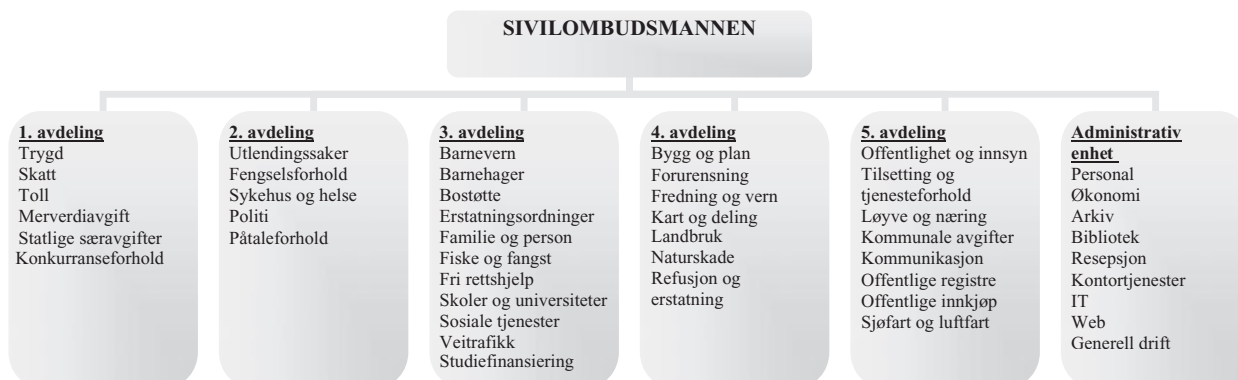 SIVILOMBUDSMANNEN
1. avdeling
Trygd
Skatt
Toll
Merverdiavgift
Statlige særavgifter
Konkurranseforhold
2. avdeling
Utlendingssaker
Fengselsforhold
Sykehus og helse
Politi
Påtaleforhold
3. avdeling
Barnevern
Barnehager
Bostøtte
Erstatningsordninger
Familie og person
Fiske og fangst
Fri rettshjelp
Skoler og universiteter
Sosiale tjenester
Veitrafikk
Studiefinansiering
4. avdeling
Bygg og plan
Forurensning
Fredning og vern
Kart og deling
Landbruk
Naturskade
Refusjon og
erstatning
5. avdeling
Offentlighet og innsyn
Tilsetting og
tjenesteforhold
Løyve og næring
Kommunale avgifter
Kommunikasjon
Offentlige registre
Offentlige innkjøp
Sjøfart og luftfart
Administrativ
enhet
Personal
Økonomi
Arkiv
Bibliotek
Resepsjon
Kontortjenester
IT
Web
Generell drift